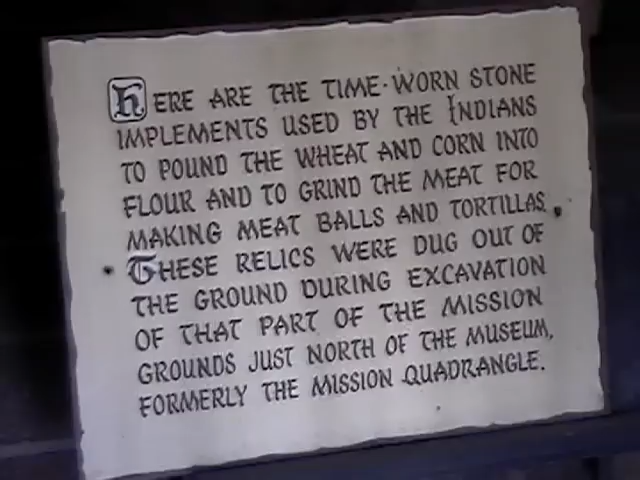 HERE ARE THE TIME-WORN STONE
IMPLEMENTS USED BY THE INDIANS
TO POUND THE WHEAT AND CORN INTO
FLOUR AND TO GRIND THE MEAT FOR
MAKING MEAT BALLS AND TORTILLAS.
• THESE RELICS WERE DUG OUT OF •
THE GROUND DURING EXCAVATION
OF THAT PART OF THE MISSION
GROUNDS JUST NORTH OF THE MUSEUM,
FORMERLY THE MISSION QUADRANGLE.